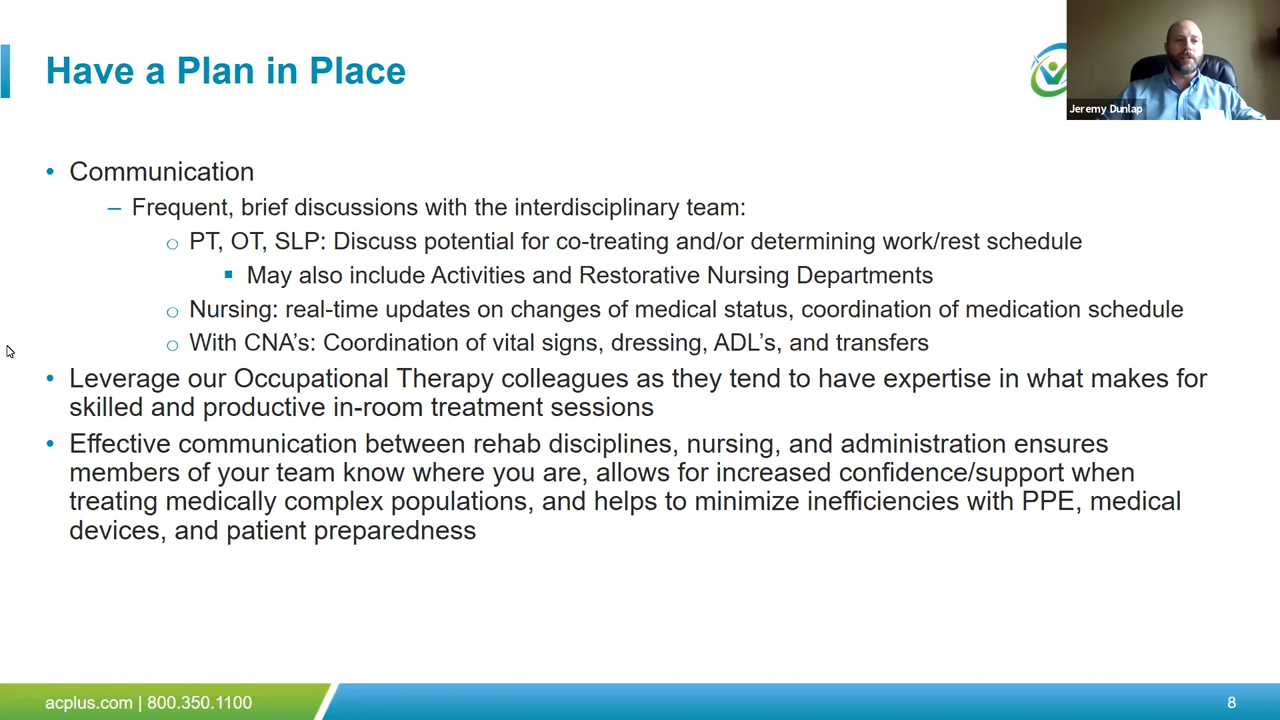 Have a Plan in Place
Jeremy Dunlap
• Communication
– Frequent, brief discussions with the interdisciplinary team:
o PT, OT, SLP: Discuss potential for co-treating and/or determining work/rest schedule
▪ May also include Activities and Restorative Nursing Departments
o Nursing: real-time updates on changes of medical status, coordination of medication schedule
o With CNA's: Coordination of vital signs, dressing, ADL's, and transfers
• Leverage our Occupational Therapy colleagues as they tend to have expertise in what makes for
skilled and productive in-room treatment sessions
• Effective communication between rehab disciplines, nursing, and administration ensures
members of your team know where you are, allows for increased confidence/support when
treating medically complex populations, and helps to minimize inefficiencies with PPE, medical
devices, and patient preparedness
acplus.com | 800.350.1100
8